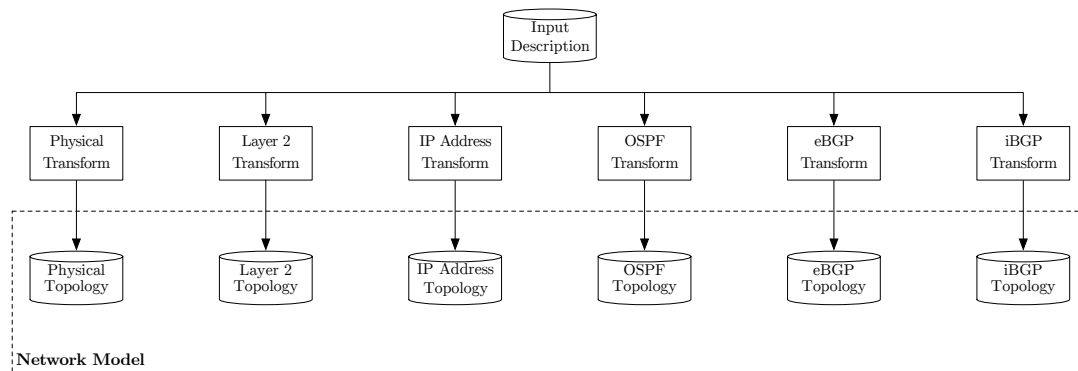 Input
Description
Physical
Transform
Layer 2
Transform
IP Address
Transform
OSPF
Transform
eBGP
Transform
iBGP
Transform
Physical
Topology
Layer 2
Topology
IP Address
Topology
OSPF
Topology
eBGP
Topology
iBGP
Topology
Network Model